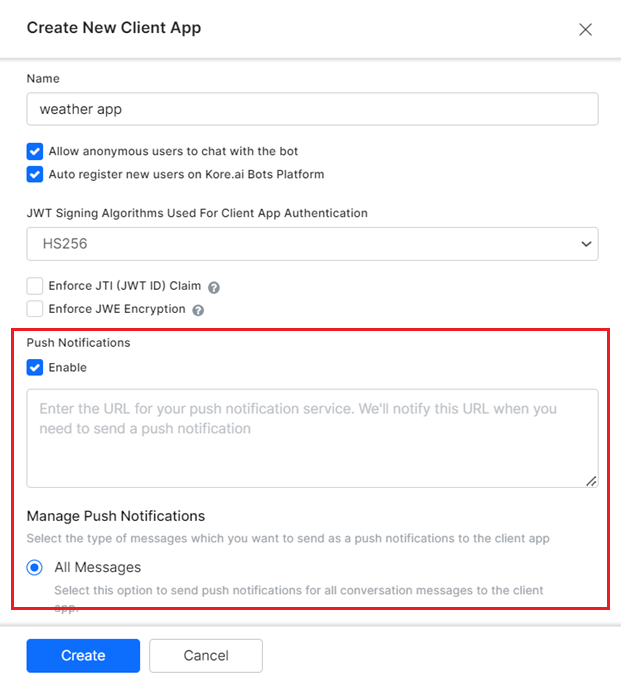 Create New Client App
Name
weather app
Allow anonymous users to chat with the bot
Auto register new users on Kore.ai Bots Platform
JWT Signing Algorithms Used For Client App Authentication
HS256
Enforce JTI (JWT ID) Claim ?
Enforce JWE Encryption ?
Push Notifications
Enable
Enter the URL for your push notification service. We'll notify this URL when you
need to send a push notification
Manage Push Notifications
Select the type of messages which you want to send as a push notifications to the client app
All Messages
Select this option to send push notifications for all conversation messages to the client
app.
Create
Cancel